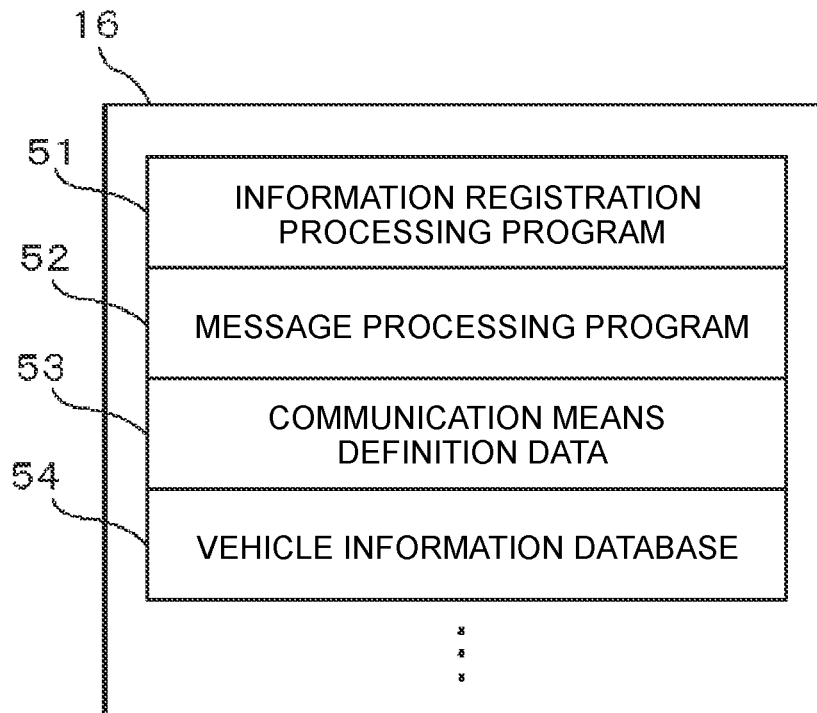 16
51
INFORMATION REGISTRATION
PROCESSING PROGRAM
52
MESSAGE PROCESSING PROGRAM
53
COMMUNICATION MEANS
DEFINITION DATA
54
VEHICLE INFORMATION DATABASE